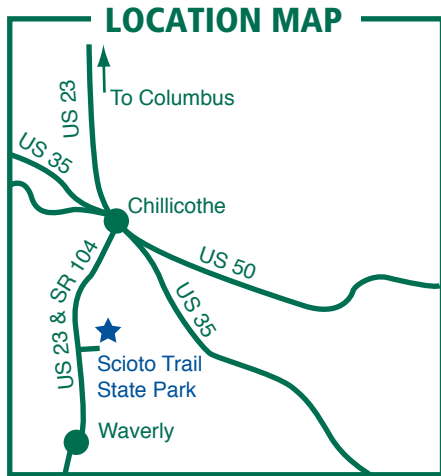 LOCATION MAP
US 23
To Columbus
US 35
Chillicothe
US 50
US 23 & SR 104
US 35
Scioto Trail
State Park
Waverly